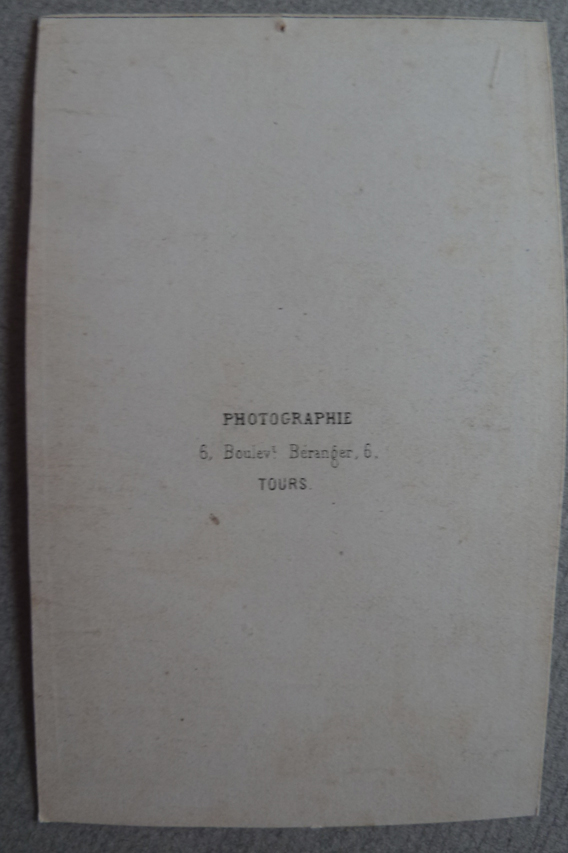 PHOTOGRAPHIE
6, Boulevt Béranger, 6,
TOURS.